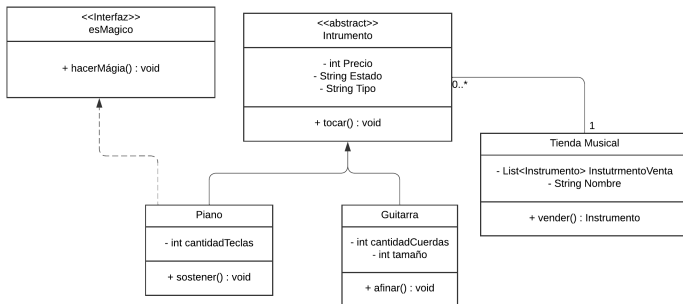 <<Interfaz>>
esMagico
+ hacerMágia() : void
<<abstract>>
Intrumento
- int Precio
- String Estado
- String Tipo
+ tocar() : void
0..*
1
Tienda Musical
- List<Instrumento> InstutrmentoVenta
- String Nombre
+ vender() : Instrumento
Piano
- int cantidadTeclas
+ sostener() : void
Guitarra
- int cantidadCuerdas
- int tamaño
+ afinar() : void